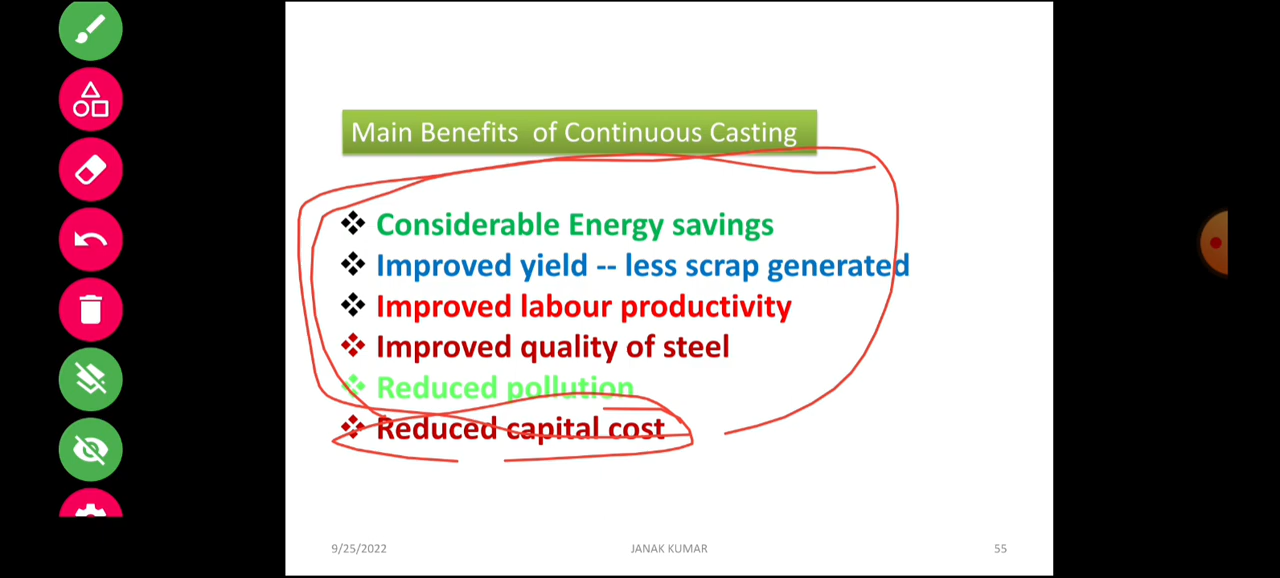 Main Benefits of Continuous Casting
❖ Considerable Energy savings
❖ Improved yield -- less scrap generated
❖ Improved labour productivity
❖ Improved quality of steel
❖ Reduced pollution
❖ Reduced capital cost
9/25/2022 JANAK KUMAR 55